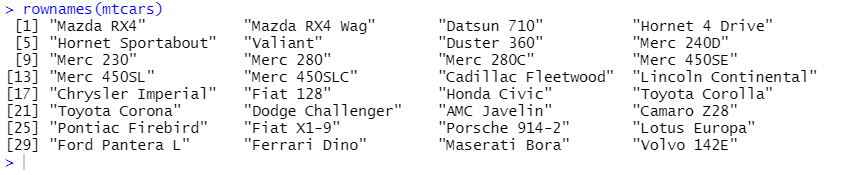 > rownames(mtcars)
[1] "Mazda RX4" "Mazda RX4 Wag" "Datsun 710" "Hornet 4 Drive"
[5] "Hornet Sportabout" "Valiant" "Duster 360" "Merc 240D"
[9] "Merc 230" "Merc 280" "Merc 280C" "Merc 450SE"
[13] "Merc 450SL" "Merc 450SLC" "Cadillac Fleetwood" "Lincoln Continental"
[17] "Chrysler Imperial" "Fiat 128" "Honda Civic" "Toyota Corolla"
[21] "Toyota Corona" "Dodge Challenger" "AMC Javelin" "Camaro Z28"
[25] "Pontiac Firebird" "Fiat X1-9" "Porsche 914-2" "Lotus Europa"
[29] "Ford Pantera L" "Ferrari Dino" "Maserati Bora" "Volvo 142E"
>